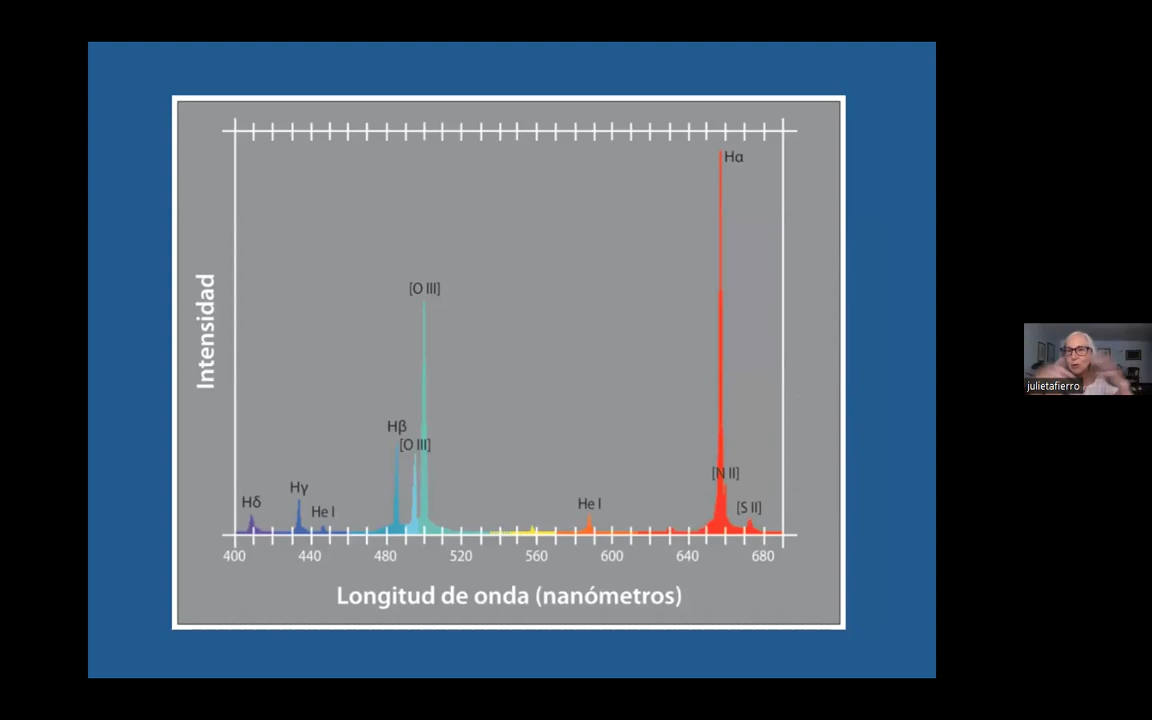 Hα
[O III]
Intensidad
Hβ
[O III]
[N II]
Hγ
Hδ
He I
He I
[S II]
400 440 480 520 560 600 640 680
Longitud de onda (nanómetros)
julietafierro